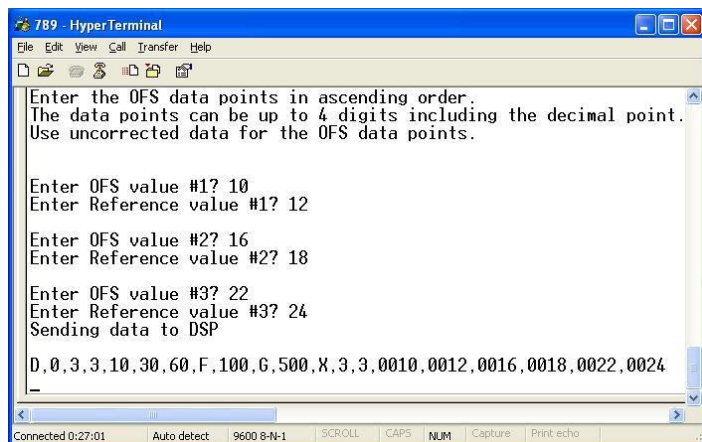 789 - HyperTerminal
File Edit View Call Transfer Help
Enter the OFS data points in ascending order.
The data points can be up to 4 digits including the decimal point.
Use uncorrected data for the OFS data points.
Enter OFS value #1? 10
Enter Reference value #1? 12
Enter OFS value #2? 16
Enter Reference value #2? 18
Enter OFS value #3? 22
Enter Reference value #3? 24
Sending data to DSP
D,0,3,3,10,30,60,F,100,G,500,X,3,3,0010,0012,0016,0018,0022,0024
Connected 0:27:01 Auto detect 9600 8-N-1 SCROLL CAPS NUM Capture Print echo